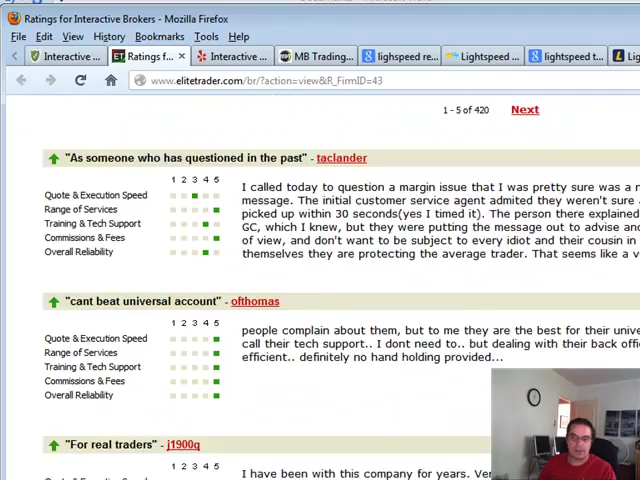 Ratings for Interactive Brokers - Mozilla Firefox
File Edit View History Bookmarks Tools Help
Interactive ... Ratings for ... Interactive ... MB Trading... lighspeed re... Lightspeed ... lightspeed t...
www.elitetrader.com/br/?action=view&R_FirmID=43
1 - 5 of 420 Next
"As someone who has questioned in the past" - taclander
1 2 3 4 5
Quote & Execution Speed
Range of Services
Training & Tech Support
Commissions & Fees
Overall Reliability
I called today to question a margin issue that I was pretty sure was a
message. The initial customer service agent admited they weren't sure
picked up within 30 seconds(yes I timed it). The person there explained
GC, which I knew, but they were putting the message out to advise
of view, and don't want to be subject to every idiot and their cousin in
themselves they are protecting the average trader. That seems like a
"cant beat universal account" - ofthomas
1 2 3 4 5
Quote & Execution Speed
Range of Services
Training & Tech Support
Commissions & Fees
Overall Reliability
people complain about them, but to me they are the best for their
call their tech support.. I dont need to.. but dealing with their back
efficient.. definitely no hand holding provided...
"For real traders" - j1900q
1 2 3 4 5
I have been with this company for years.